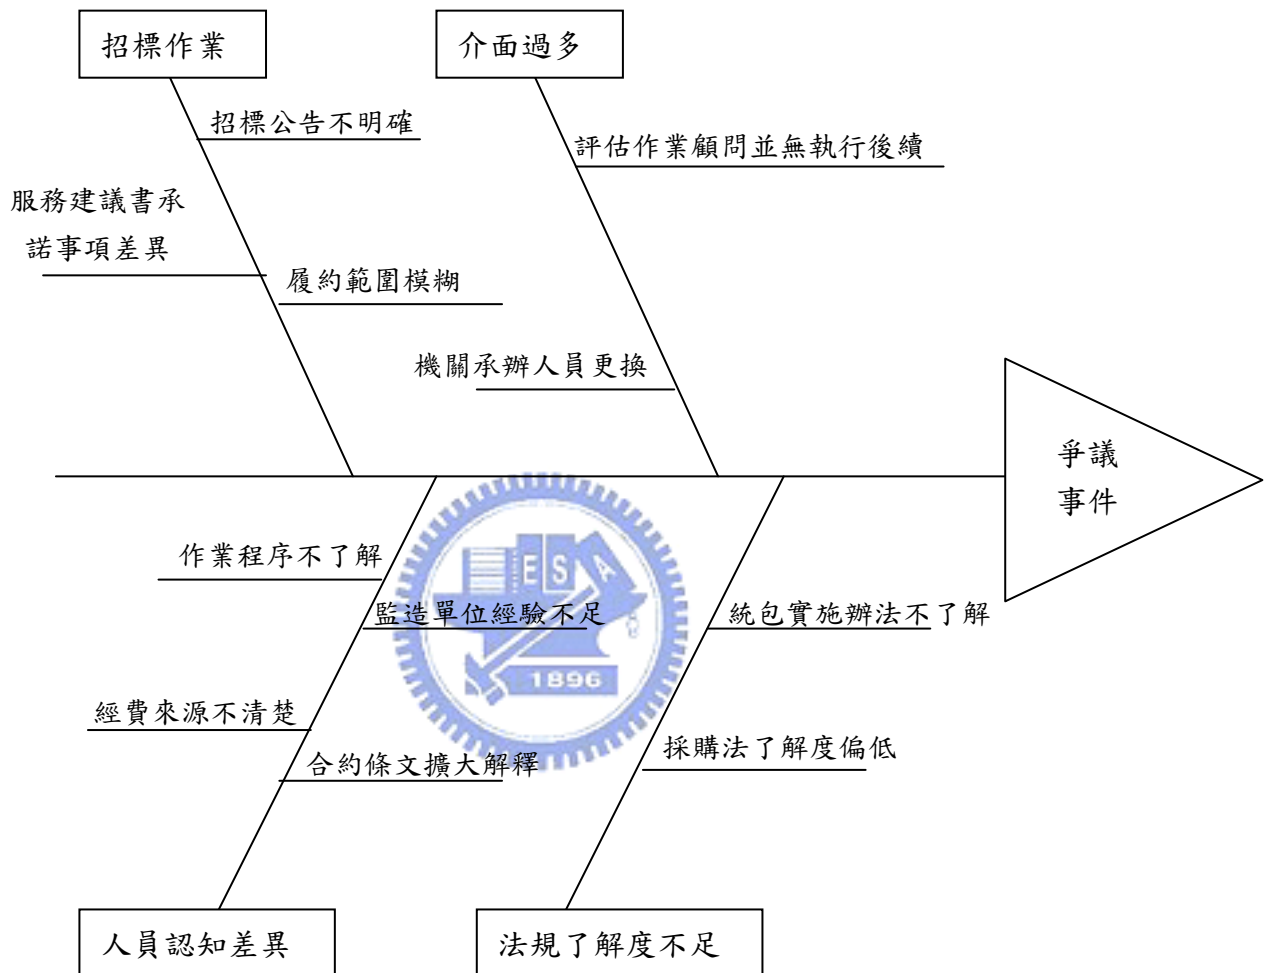 招標作業
介面過多
招標公告不明確
評估作業顧問並無執行後續
服務建議書承
諾事項差異
履約範圍模糊
機關承辦人員更換
爭議
事件
作業程序不了解
監造單位經驗不足
統包實施辦法不了解
經費來源不清楚
採購法了解度偏低
合約條文擴大解釋
人員認知差異
法規了解度不足
ESA
1896